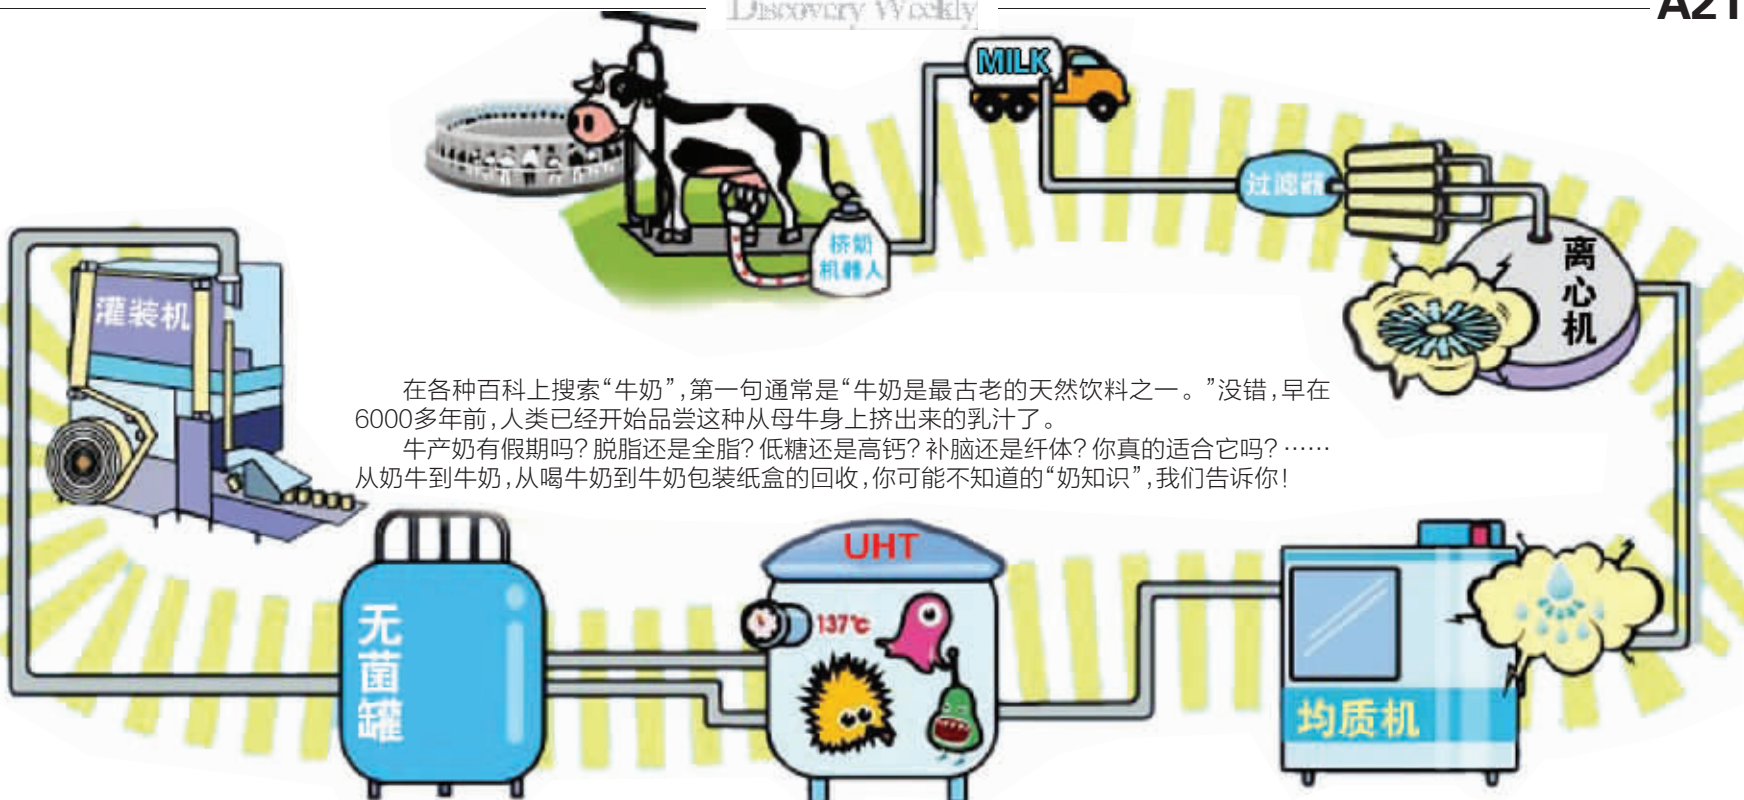 Discovery Weekly
A21
MILK
过滤器
挤奶
机器人
离心机
灌装机
在各种百科上搜索“牛奶”,第一句通常是“牛奶是最古老的天然饮料之一。”没错,早在
6000多年前,人类已经开始品尝这种从母牛身上挤出来的乳汁了。
牛产奶有假期吗?脱脂还是全脂?低糖还是高钙?补脑还是纤体?你真的适合它吗?……
从奶牛到牛奶,从喝牛奶到牛奶包装纸盒的回收,你可能不知道的“奶知识”,我们告诉你!
UHT
137℃
无菌罐
均质机